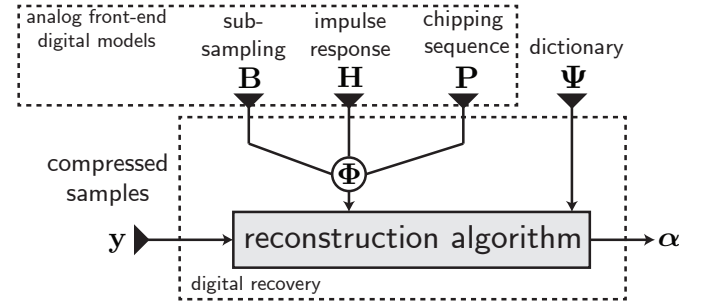 analog front-end
digital models
sub-
sampling
B
impulse
response
H
chipping
sequence
P
dictionary
Ψ
compressed
samples
Φ
y
reconstruction algorithm
α
digital recovery